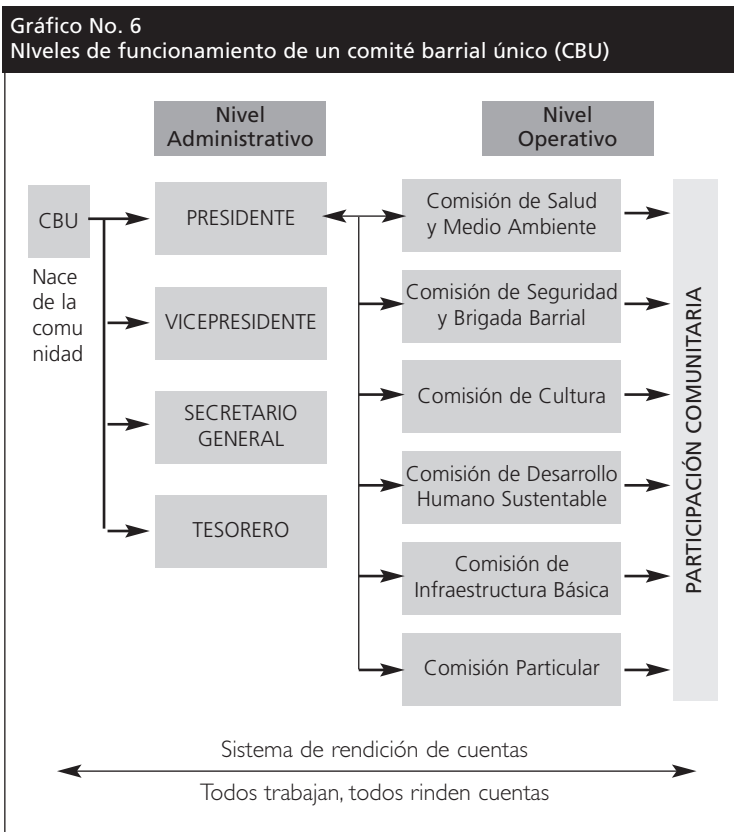 Gráfico No. 6
NIveles de funcionamiento de un comité barrial único (CBU)
Nivel
Administrativo
Nivel
Operativo
CBU
Nace
de la
comu
nidad
PRESIDENTE
VICEPRESIDENTE
SECRETARIO
GENERAL
TESORERO
Comisión de Salud
y Medio Ambiente
Comisión de Seguridad
y Brigada Barrial
Comisión de Cultura
Comisión de Desarrollo
Humano Sustentable
Comisión de
Infraestructura Básica
Comisión Particular
PARTICIPACIÓN COMUNITARIA
Sistema de rendición de cuentas
Todos trabajan, todos rinden cuentas